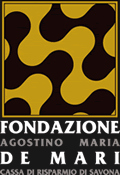 FONDAZIONE
AGOSTINO MARIA
DE MARI
CASSA DI RISPARMIO DI SAVONA